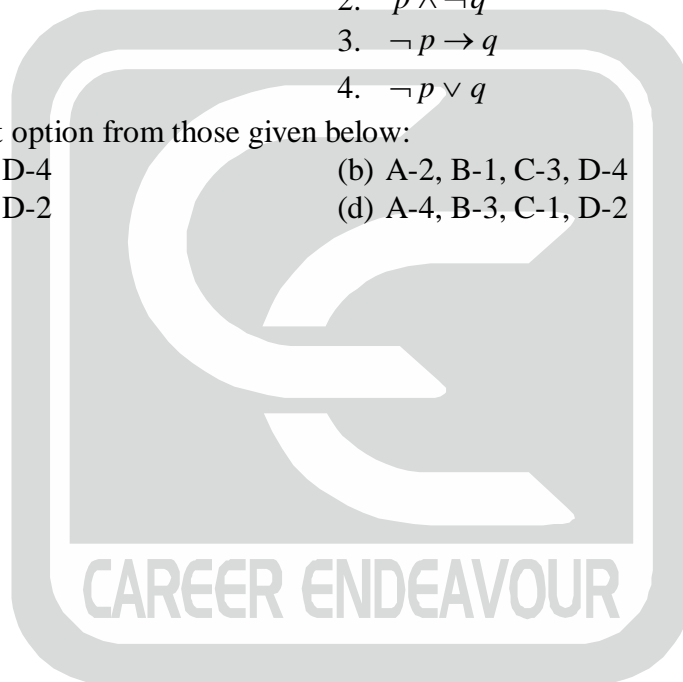 2. p ∧ ¬q
3. ¬ p → q
4. ¬ p ∨ q
t option from those given below:
D-4 (b) A-2, B-1, C-3, D-4
D-2 (d) A-4, B-3, C-1, D-2
CAREER ENDEAVOUR